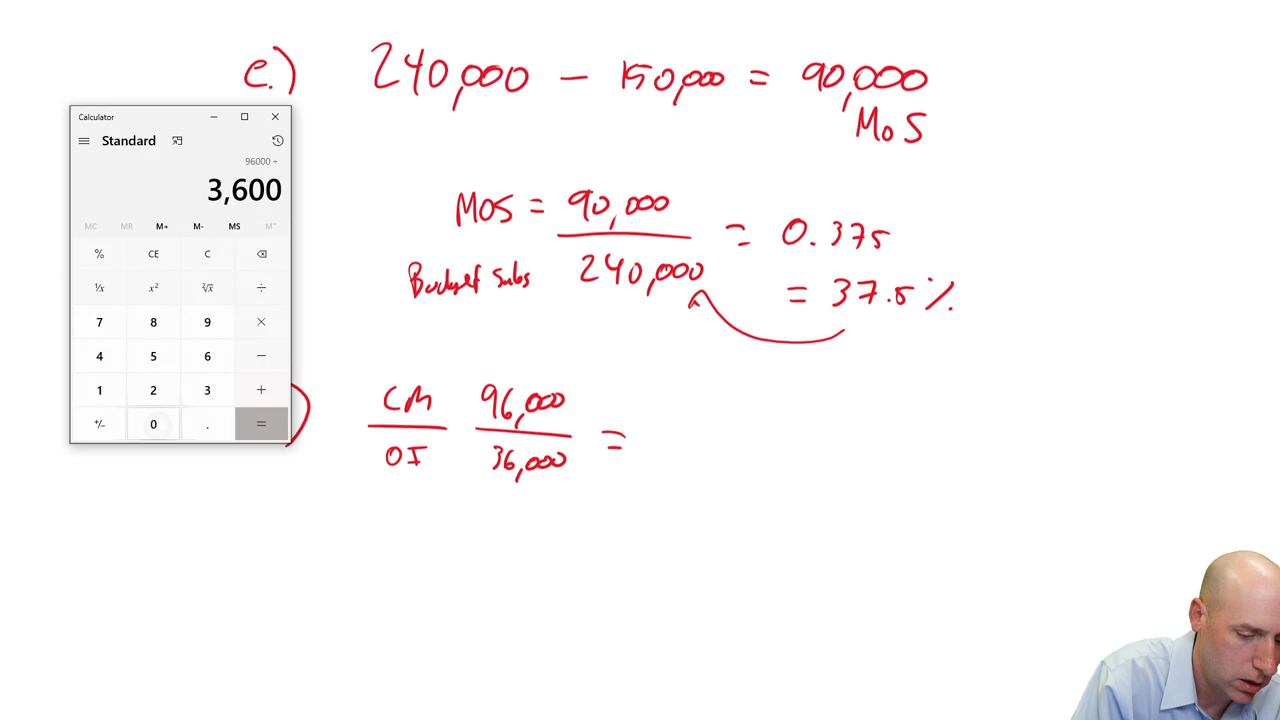 e.) 240,000 - 150,000 = 90,000
MoS
Calculator
Standard
96000 ÷
3,600
MC MR M+ M- MS M˅
% CE C
⅟x x² ²√x ÷
7 8 9 ×
4 5 6 −
1 2 3 +
+/- 0 . =
MOS = 90,000 / 240,000 = 0.375
Budget Sales
= 37.5%
)
CM / OI 96,000 / 36,000 =